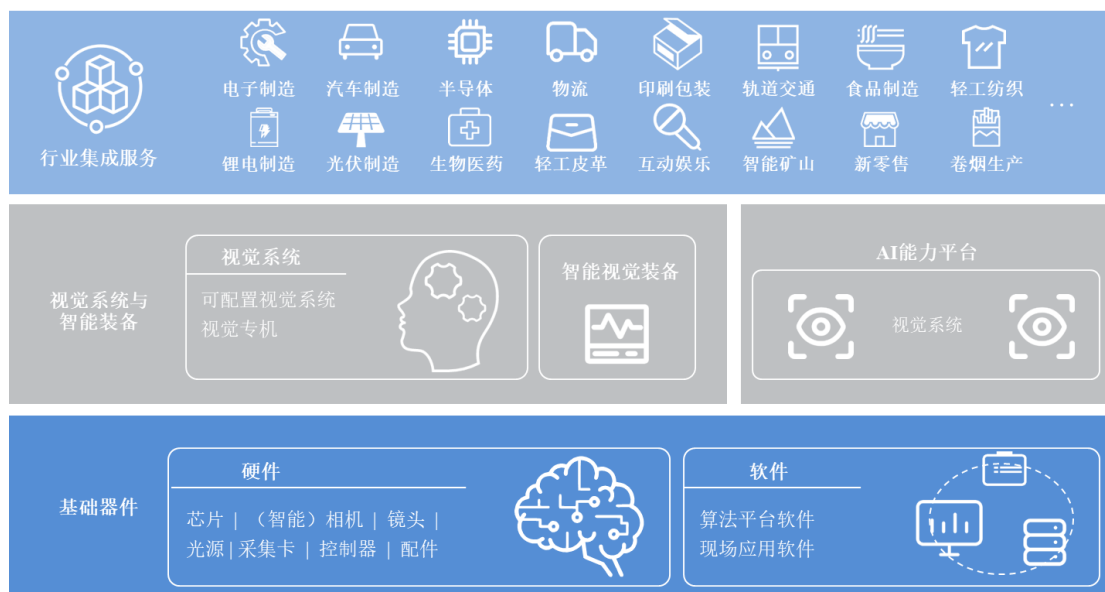 电子制造 汽车制造 半导体 物流 印刷包装 轨道交通 食品制造 轻工纺织
...
行业集成服务
锂电制造 光伏制造 生物医药 轻工皮革 互动娱乐 智能矿山 新零售 卷烟生产
视觉系统与
智能装备
视觉系统
可配置视觉系统
视觉专机
智能视觉装备
AI能力平台
视觉系统
基础器件
硬件
芯片 | （智能）相机 | 镜头 |
光源 | 采集卡 | 控制器 | 配件
软件
算法平台软件
现场应用软件